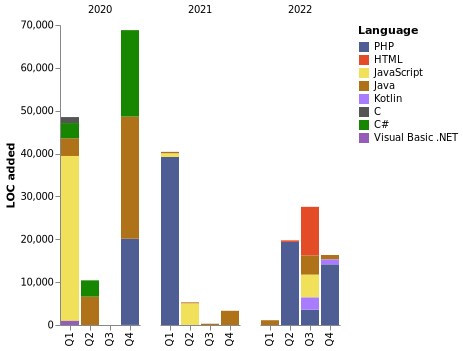 2020 2021 2022
LOC added
70,000
60,000
50,000
40,000
30,000
20,000
10,000
0
Q1 Q2 Q3 Q4 Q1 Q2 Q3 Q4 Q1 Q2 Q3 Q4
Language
PHP
HTML
JavaScript
Java
Kotlin
C
C#
Visual Basic .NET